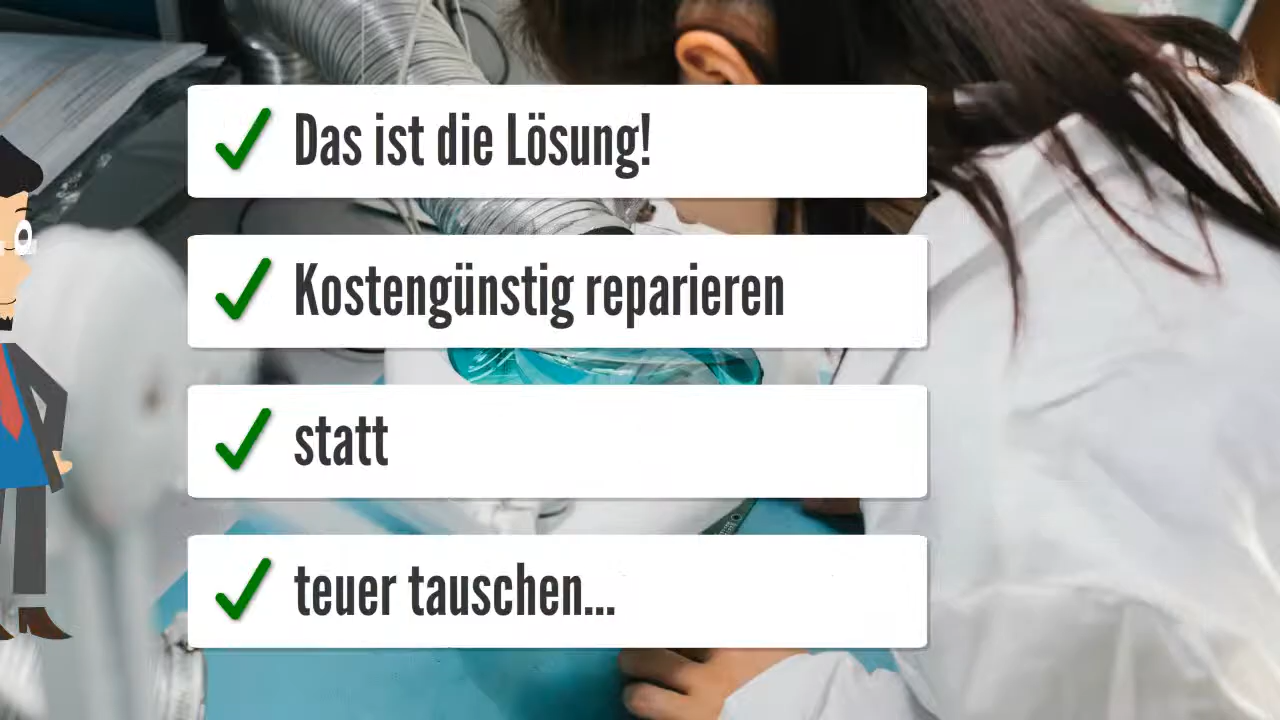 Das ist die Lösung!
Kostengünstig reparieren
statt
teuer tauschen...